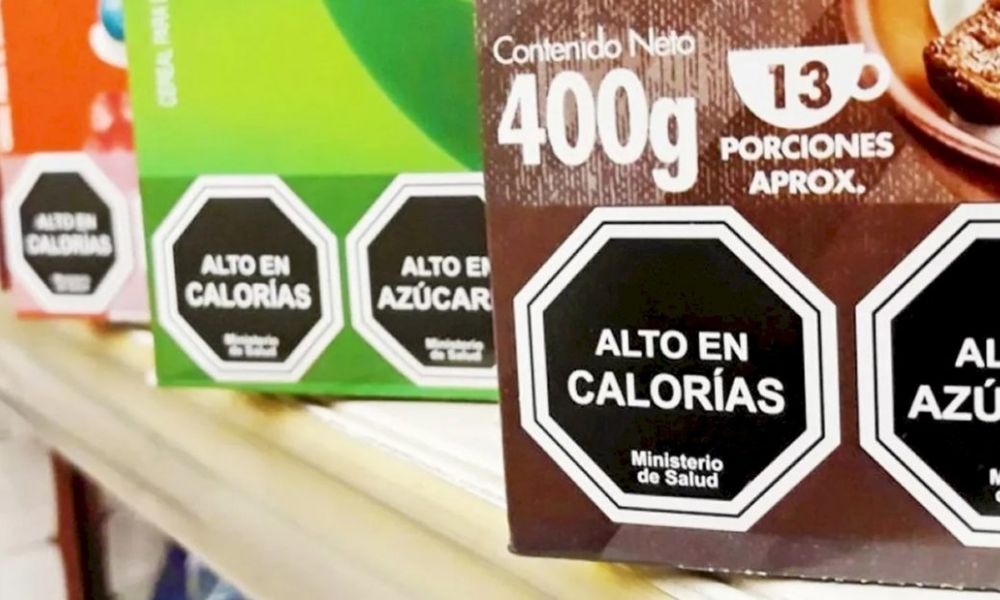 Contenido Neto
400g
13
PORCIONES
APROX.
ALTO EN
CALORÍAS
ALTO EN
CALORÍAS
Ministerio
de Salud
ALTO EN
AZÚCAR
Ministerio
de Salud
ALTO EN
CALORÍAS
Ministerio
de Salud
AL
AZÚ